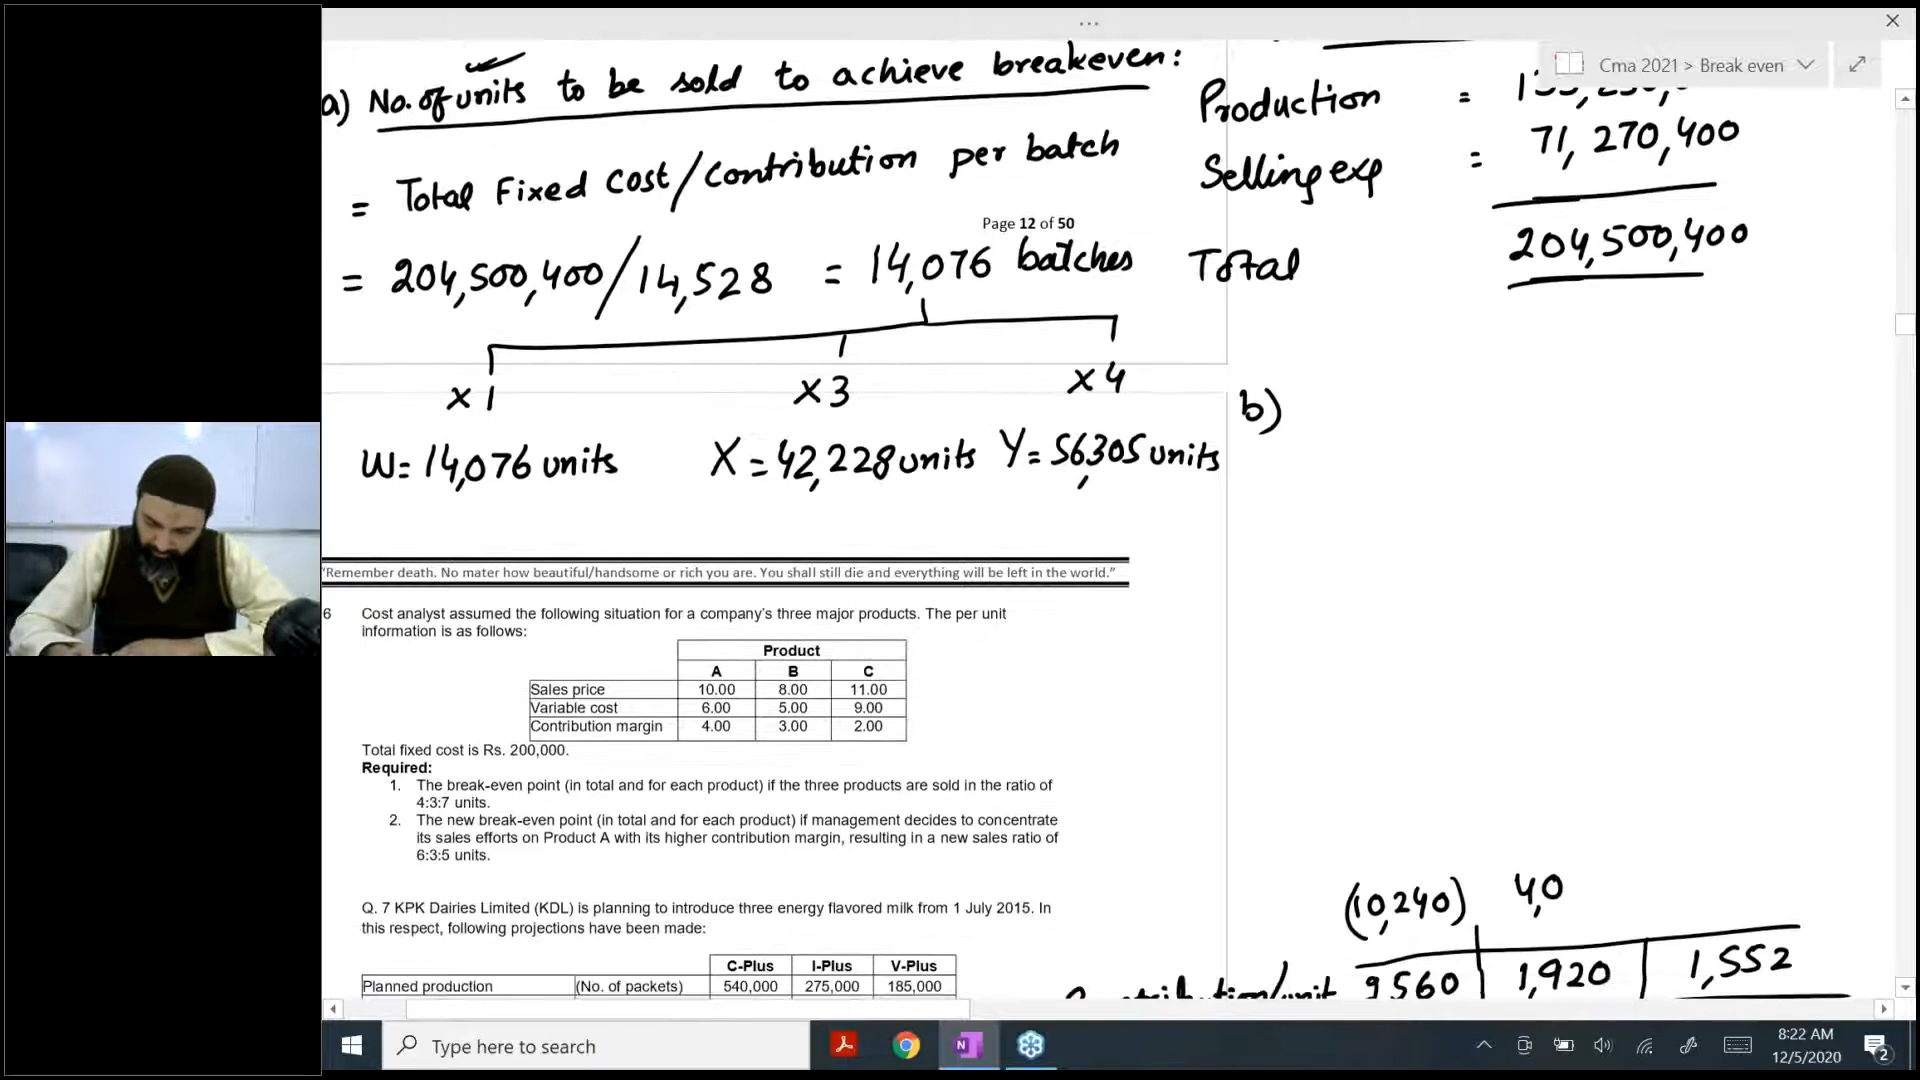 Cma 2021 > Break even
a) No. of units to be sold to achieve breakeven:
= Total Fixed cost/contribution per batch
Page 12 of 50
= 204,500,400/14,528 = 14,076 batches
x 1
x 3
x 4
W= 14,076 units X = 42,228 units Y= 56,305 units
Production =
Selling exp = 71,270,400
Total 204,500,400
b)
"Remember death. No mater how beautiful/handsome or rich you are. You shall still die and everything will be left in the world."
6 Cost analyst assumed the following situation for a company's three major products. The per unit
information is as follows:
Product
A B C
Sales price 10.00 8.00 11.00
Variable cost 6.00 5.00 9.00
Contribution margin 4.00 3.00 2.00
Total fixed cost is Rs. 200,000.
Required:
1. The break-even point (in total and for each product) if the three products are sold in the ratio of
4:3:7 units.
2. The new break-even point (in total and for each product) if management decides to concentrate
its sales efforts on Product A with its higher contribution margin, resulting in a new sales ratio of
6:3:5 units.
Q. 7 KPK Dairies Limited (KDL) is planning to introduce three energy flavored milk from 1 July 2015. In
this respect, following projections have been made:
C-Plus I-Plus V-Plus
Planned production (No. of packets) 540,000 275,000 185,000
(10,240) 4,0
1,920 1,552
Type here to search
8:22 AM
12/5/2020
2